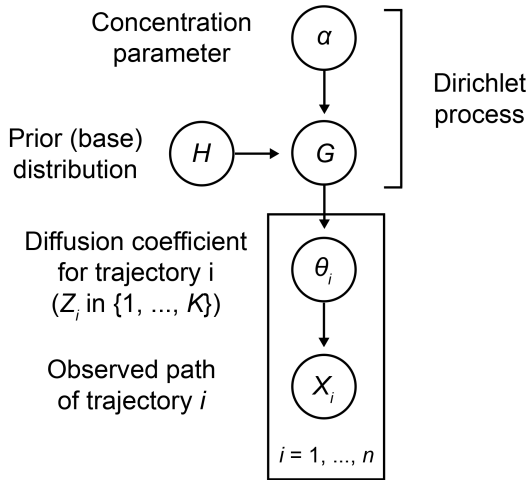 Concentration
parameter
α
Dirichlet
process
Prior (base)
distribution
H
G
Diffusion coefficient
for trajectory i
(Zi in {1, ..., K})
θi
Observed path
of trajectory i
Xi
i = 1, ..., n